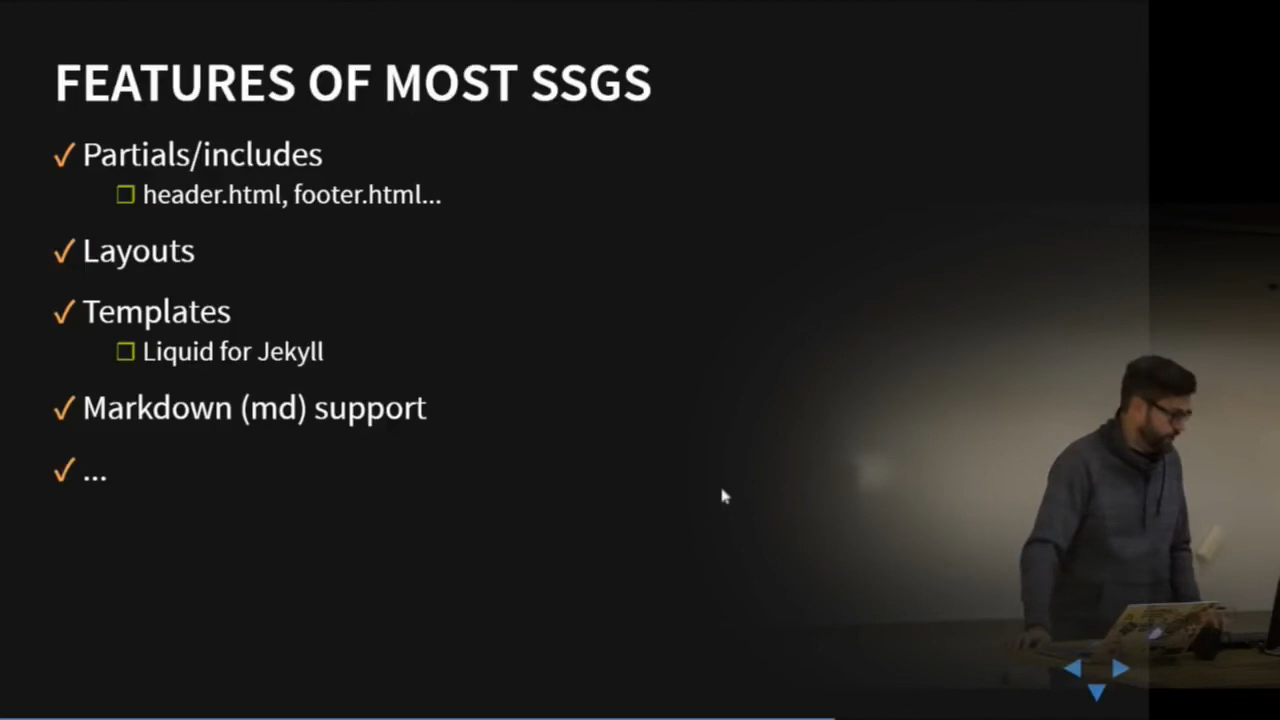 FEATURES OF MOST SSGS
✓ Partials/includes
❐ header.html, footer.html...
✓ Layouts
✓ Templates
❐ Liquid for Jekyll
✓ Markdown (md) support
✓ ...